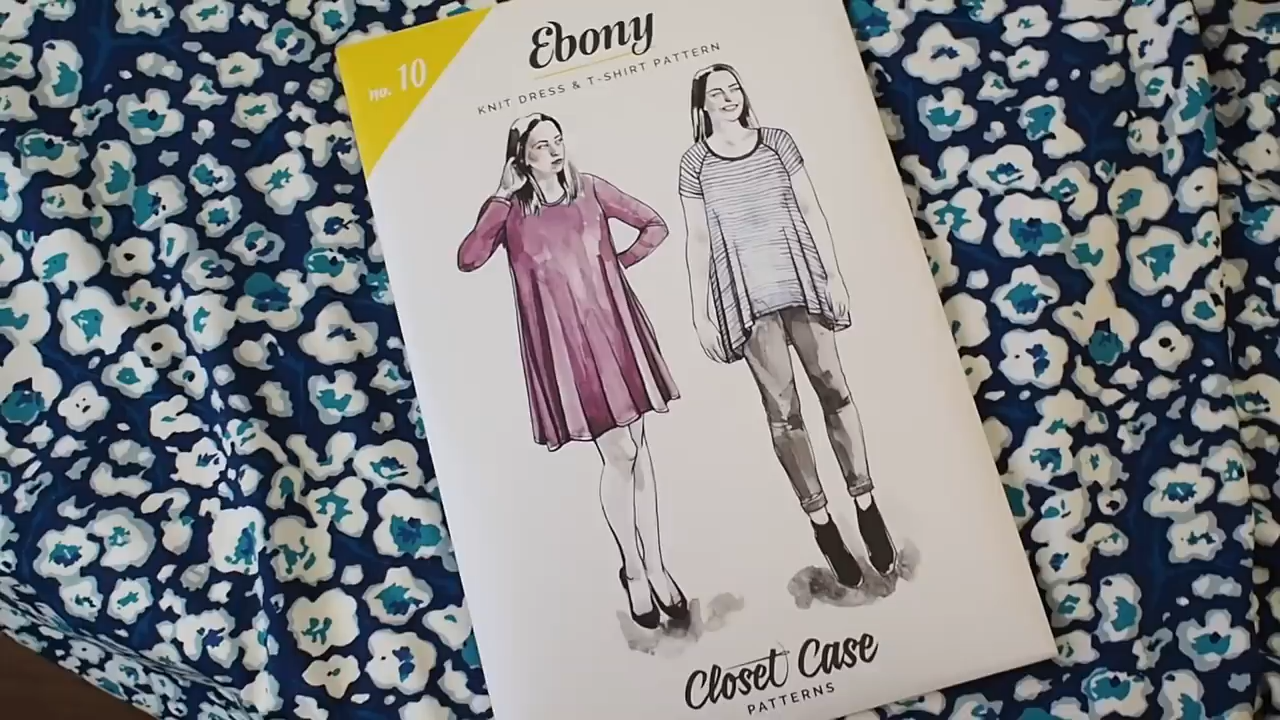 no. 10
Ebony
KNIT DRESS & T-SHIRT PATTERN
Closet Case
PATTERNS